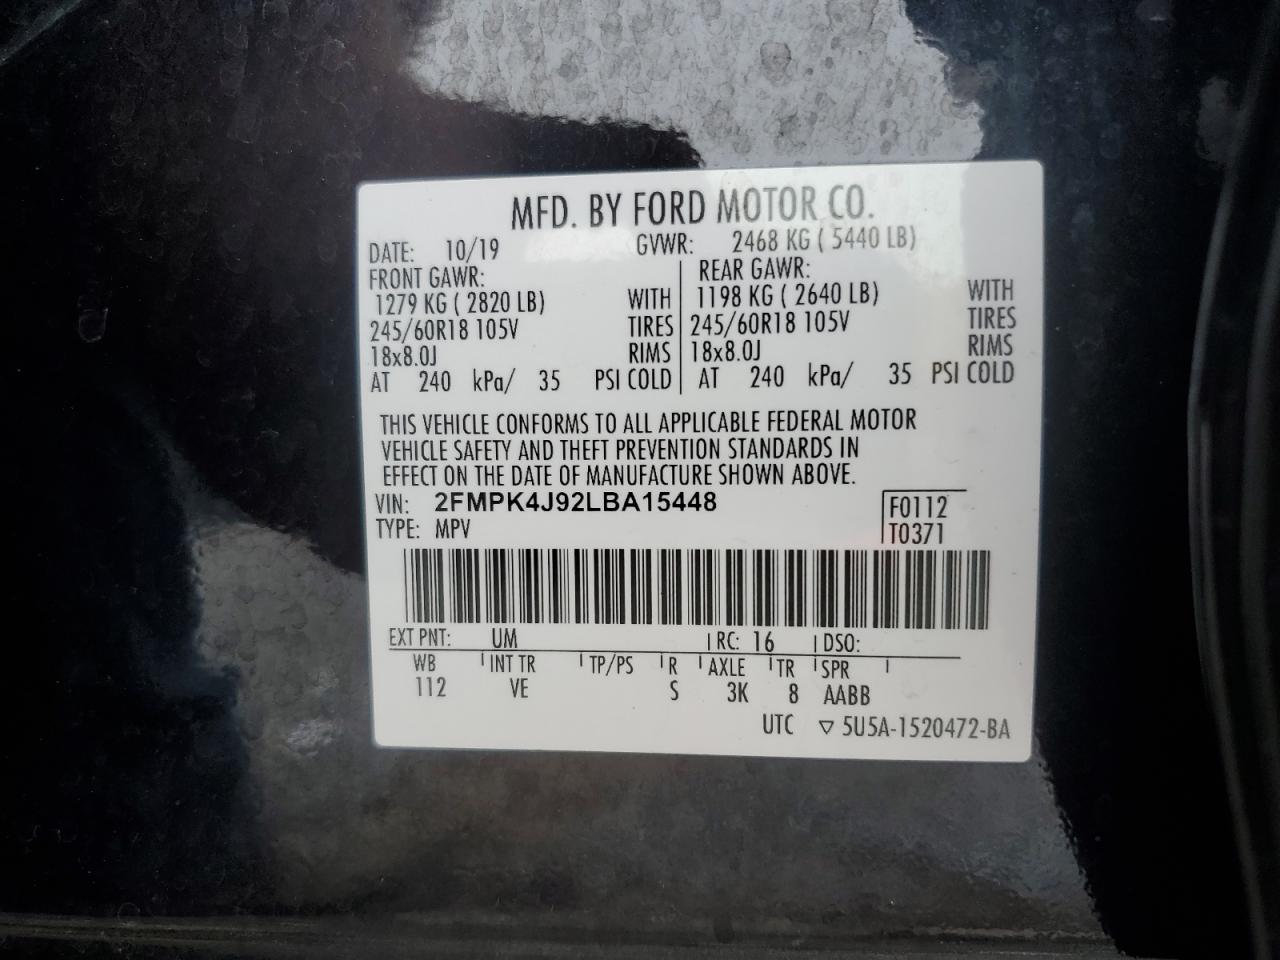 MFD. BY FORD MOTOR CO.
DATE: 10/19 GVWR: 2468 KG ( 5440 LB)
FRONT GAWR: REAR GAWR:
1279 KG ( 2820 LB) WITH 1198 KG ( 2640 LB) WITH
245/60R18 105V TIRES 245/60R18 105V TIRES
18x8.0J RIMS 18x8.0J RIMS
AT 240 kPa/ 35 PSI COLD AT 240 kPa/ 35 PSI COLD
THIS VEHICLE CONFORMS TO ALL APPLICABLE FEDERAL MOTOR
VEHICLE SAFETY AND THEFT PREVENTION STANDARDS IN
EFFECT ON THE DATE OF MANUFACTURE SHOWN ABOVE.
VIN: 2FMPK4J92LBA15448 F0112
TYPE: MPV T0371
EXT PNT: UM RC: 16 DSO:
WB INT TR TP/PS R AXLE TR SPR
112 VE S 3K 8 AABB
UTC ▽ 5U5A-1520472-BA